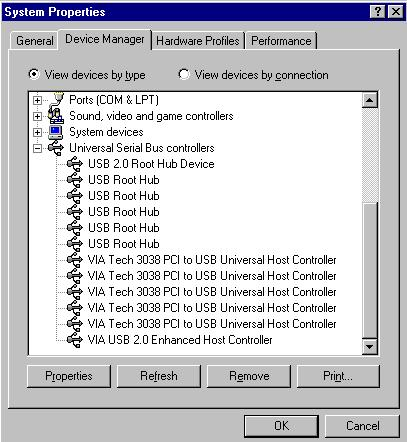 System Properties
General Device Manager Hardware Profiles Performance
View devices by type View devices by connection
Ports (COM & LPT)
Sound, video and game controllers
System devices
Universal Serial Bus controllers
USB 2.0 Root Hub Device
USB Root Hub
USB Root Hub
USB Root Hub
USB Root Hub
USB Root Hub
VIA Tech 3038 PCI to USB Universal Host Controller
VIA Tech 3038 PCI to USB Universal Host Controller
VIA Tech 3038 PCI to USB Universal Host Controller
VIA Tech 3038 PCI to USB Universal Host Controller
VIA Tech 3038 PCI to USB Universal Host Controller
VIA USB 2.0 Enhanced Host Controller
Properties Refresh Remove Print...
OK Cancel